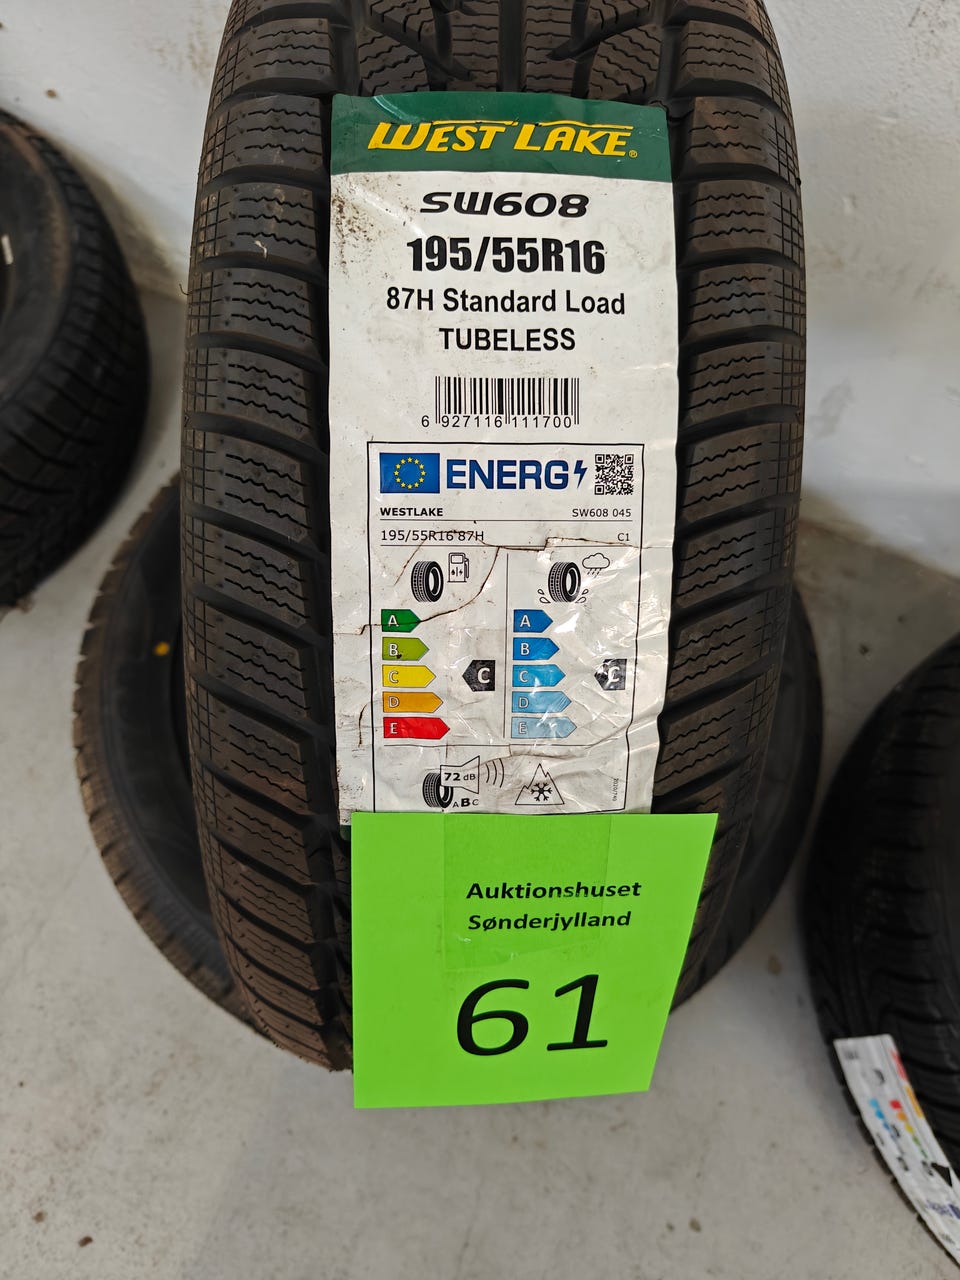 WEST LAKE®
SW608
195/55R16
87H Standard Load
TUBELESS
6 927116 111700
ENERG
WESTLAKE SW608 045
195/55R16 87H C1
A A
B B
C C C C
D D
E E
72 dB
ABC
Auktionshuset
Sønderjylland
61